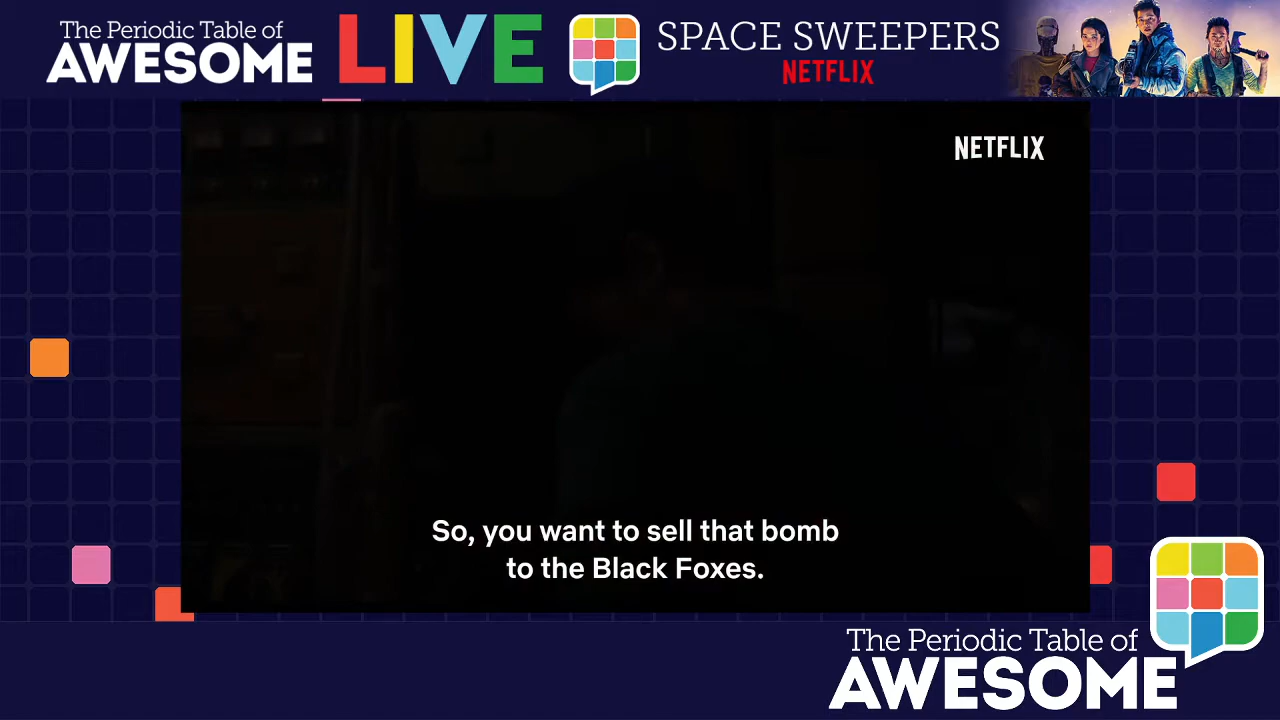 The Periodic Table of
AWESOME
LIVE
SPACE SWEEPERS
NETFLIX
NETFLIX
So, you want to sell that bomb
to the Black Foxes.
The Periodic Table of
AWESOME